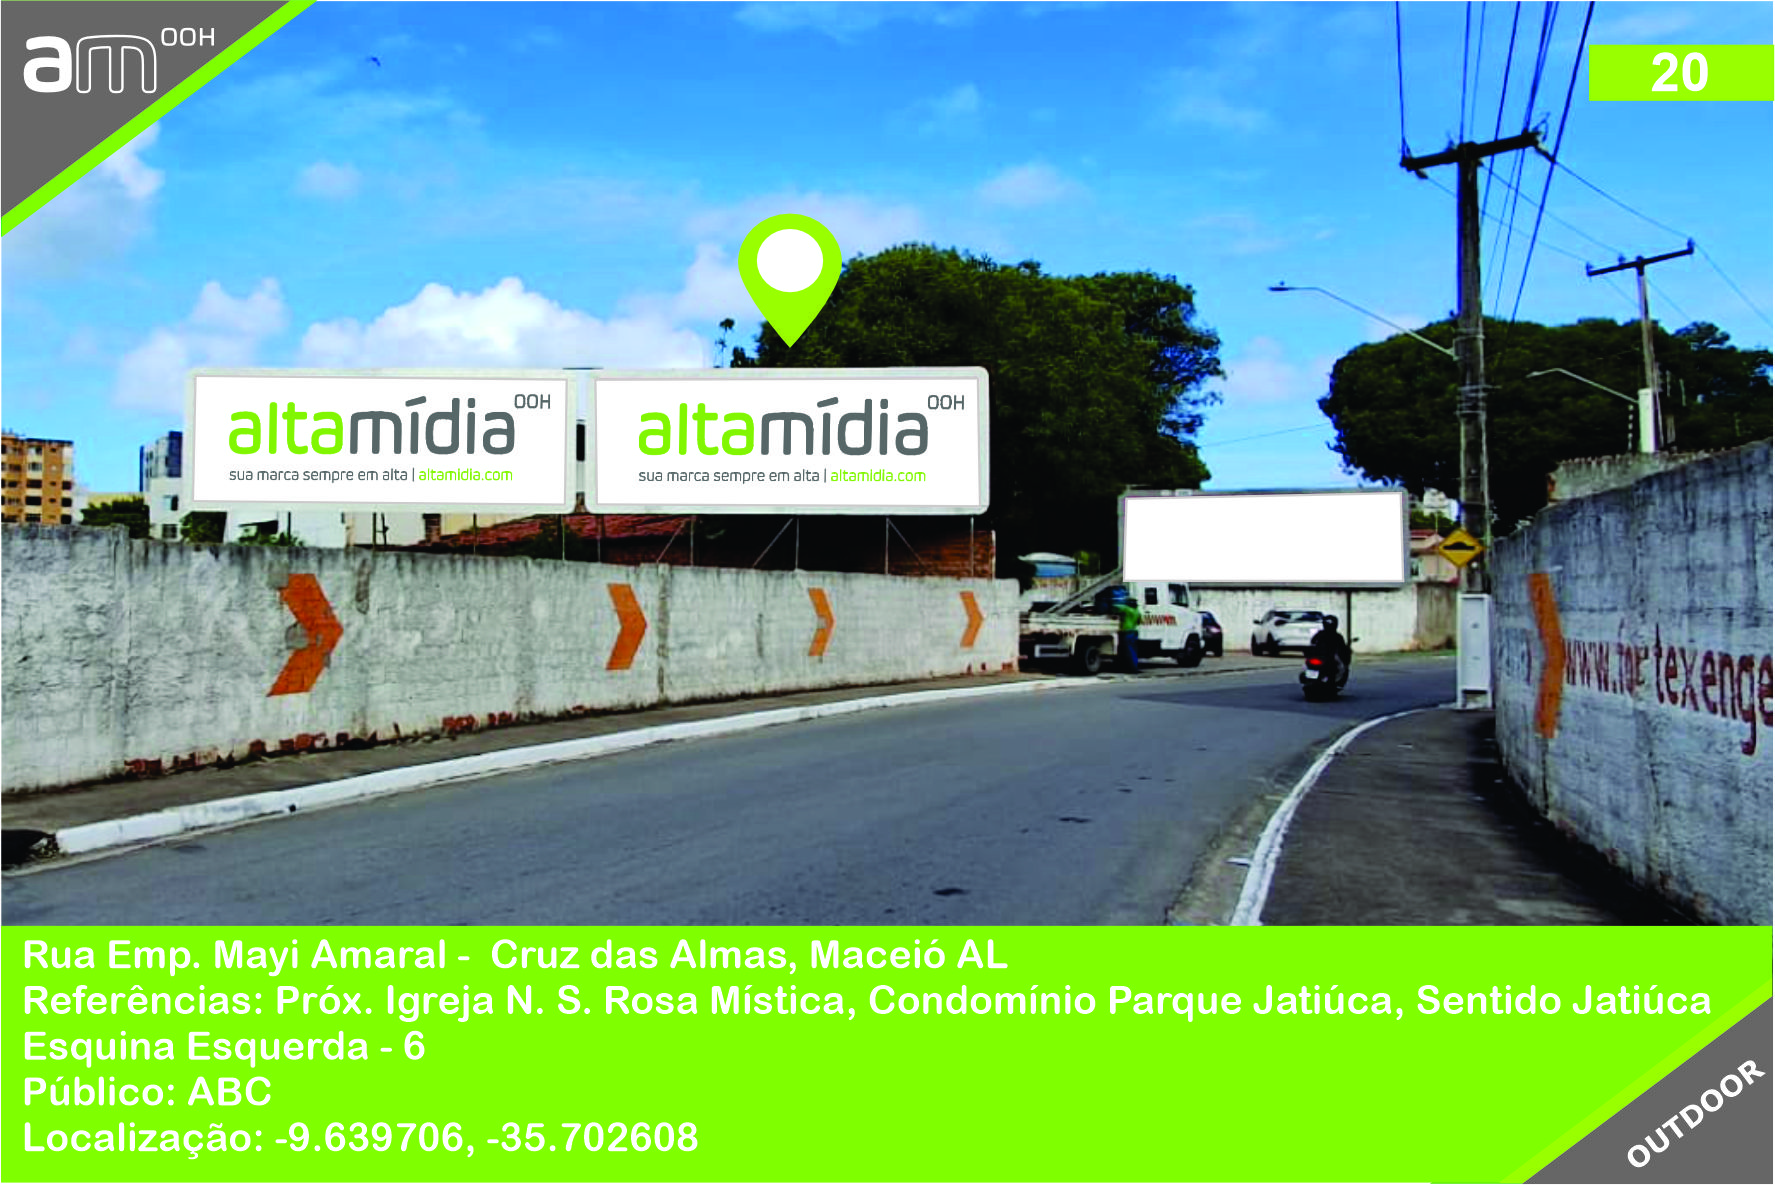 am OOH
20
altamídia OOH
sua marca sempre em alta | altamidia.com
altamídia OOH
sua marca sempre em alta | altamidia.com
Rua Emp. Mayi Amaral - Cruz das Almas, Maceió AL
Referências: Próx. Igreja N. S. Rosa Mística, Condomínio Parque Jatiúca, Sentido Jatiúca
Esquina Esquerda - 6
Público: ABC
Localização: -9.639706, -35.702608
OUTDOOR